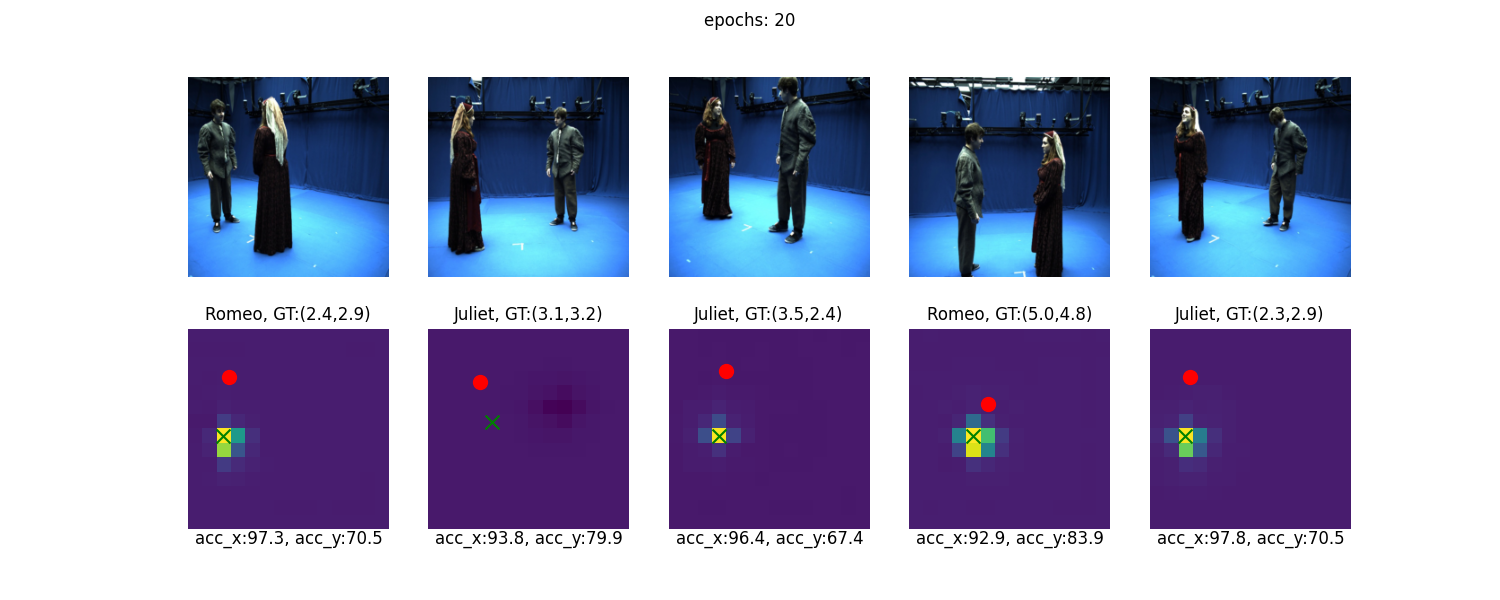 epochs: 20
Romeo, GT:(2.4,2.9)
Juliet, GT:(3.1,3.2)
Juliet, GT:(3.5,2.4)
Romeo, GT:(5.0,4.8)
Juliet, GT:(2.3,2.9)
acc_x:97.3, acc_y:70.5
acc_x:93.8, acc_y:79.9
acc_x:96.4, acc_y:67.4
acc_x:92.9, acc_y:83.9
acc_x:97.8, acc_y:70.5